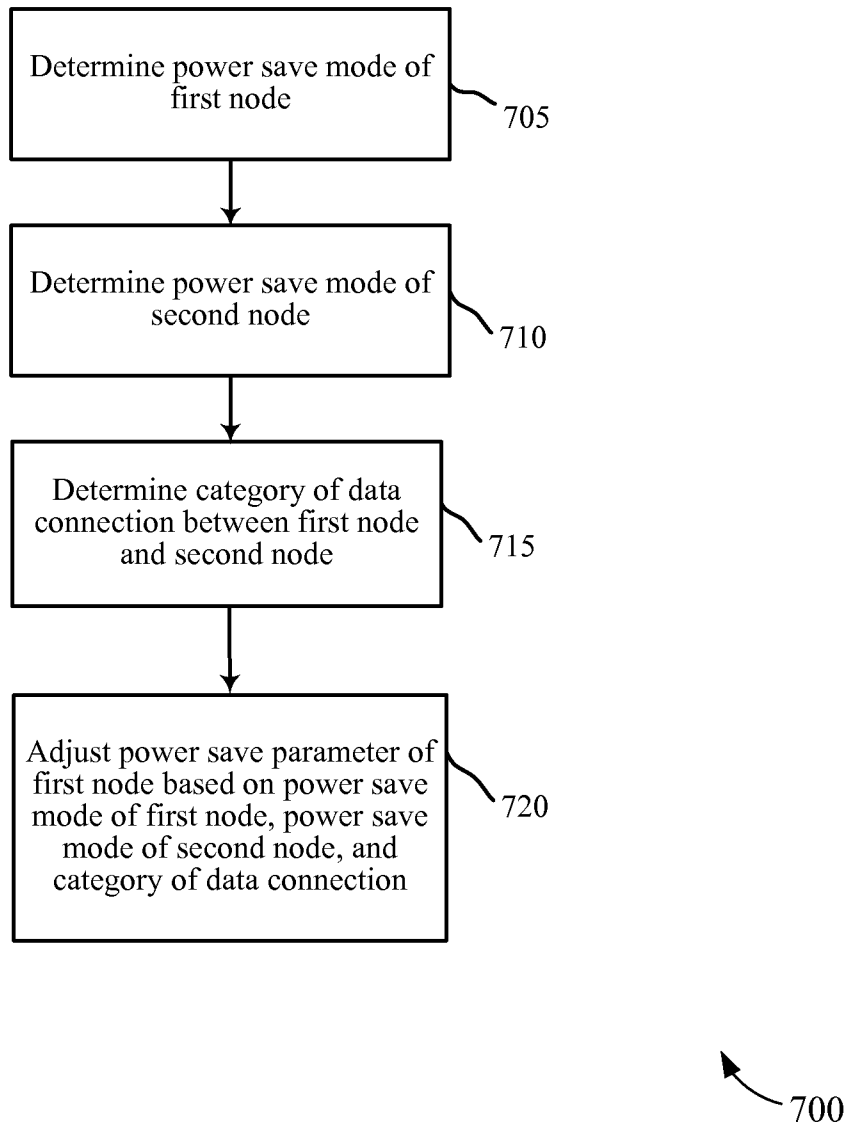 Determine power save mode of
first node
705
Determine power save mode of
second node
710
Determine category of data
connection between first node
and second node
715
Adjust power save parameter of
first node based on power save
mode of first node, power save
mode of second node, and
category of data connection
720
700